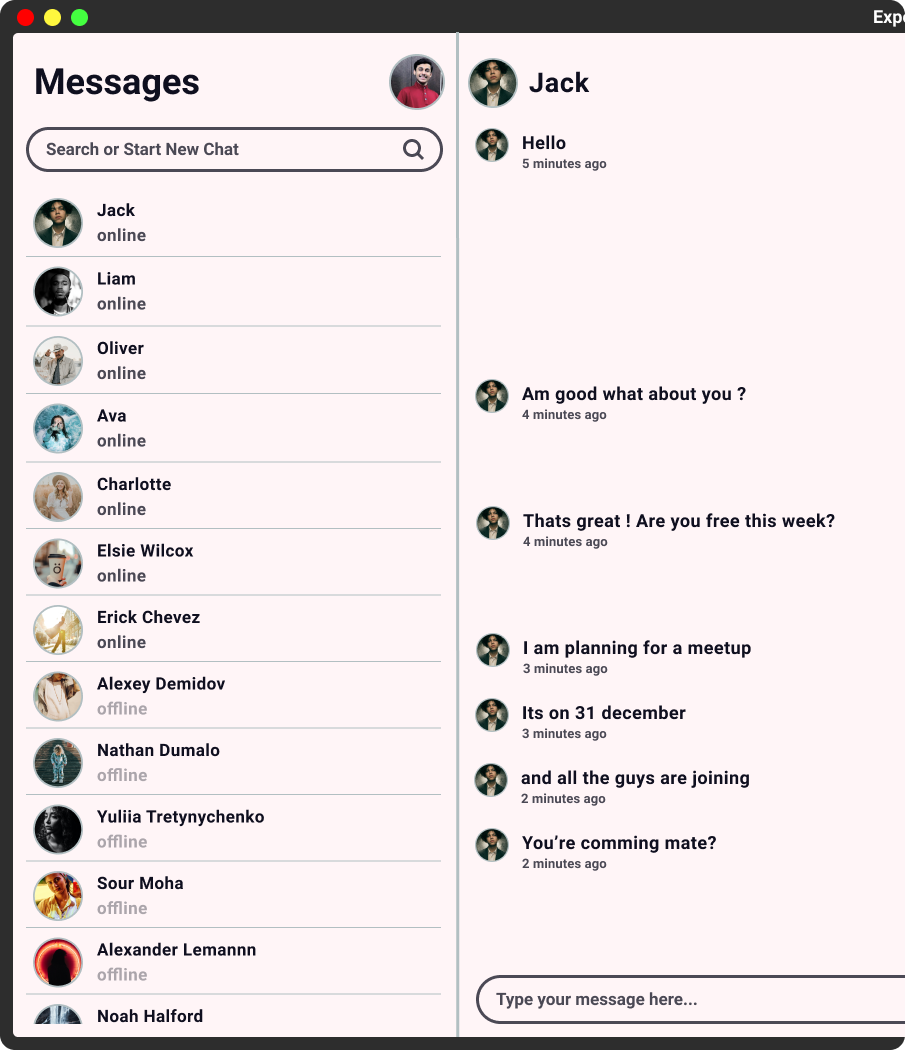 Expe
Messages
Search or Start New Chat
Jack
online
Liam
online
Oliver
online
Ava
online
Charlotte
online
Elsie Wilcox
online
Erick Chevez
online
Alexey Demidov
offline
Nathan Dumalo
offline
Yuliia Tretynychenko
offline
Sour Moha
offline
Alexander Lemannn
offline
Noah Halford
Jack
Hello
5 minutes ago
Am good what about you ?
4 minutes ago
Thats great ! Are you free this week?
4 minutes ago
I am planning for a meetup
3 minutes ago
Its on 31 december
3 minutes ago
and all the guys are joining
2 minutes ago
You’re comming mate?
2 minutes ago
Type your message here...